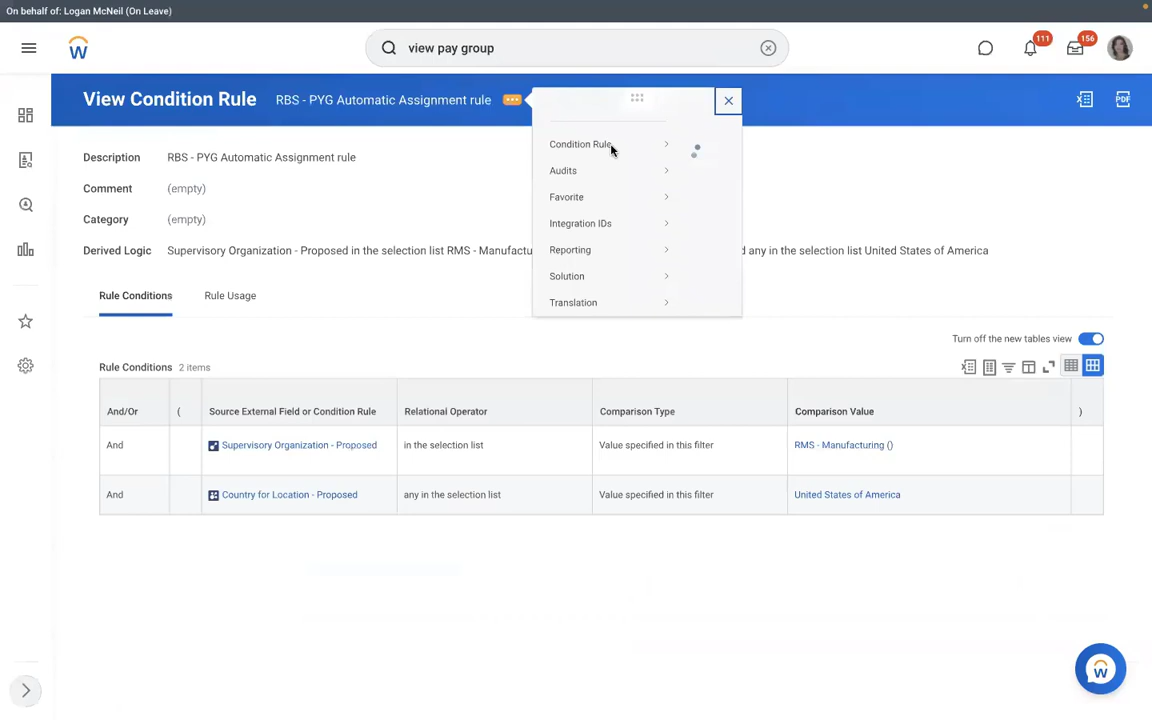 On behalf of: Logan McNeil (On Leave)
view pay group
111
156
View Condition Rule RBS - PYG Automatic Assignment rule
PDF
Condition Rule
Audits
Favorite
Integration IDs
Reporting
Solution
Translation
Description RBS - PYG Automatic Assignment rule
Comment (empty)
Category (empty)
Derived Logic Supervisory Organization - Proposed in the selection list RMS - Manufactu d any in the selection list United States of America
Rule Conditions Rule Usage
Turn off the new tables view
Rule Conditions 2 items
And/Or ( Source External Field or Condition Rule Relational Operator Comparison Type Comparison Value )
And Supervisory Organization - Proposed in the selection list Value specified in this filter RMS - Manufacturing ()
And Country for Location - Proposed any in the selection list Value specified in this filter United States of America